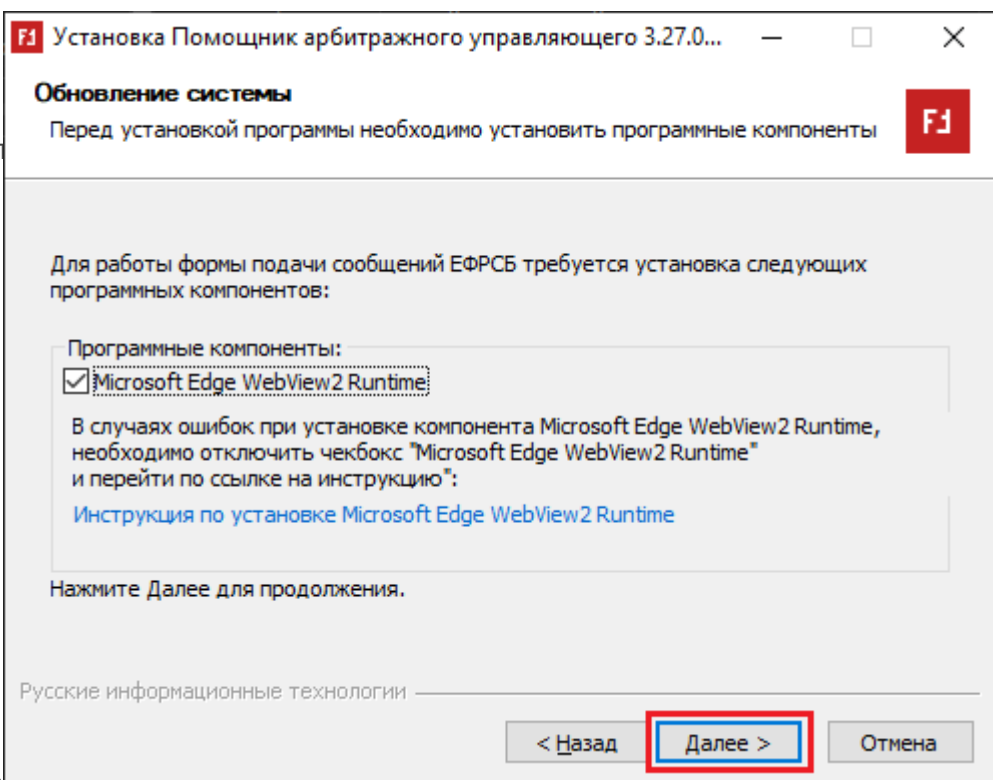 Установка Помощник арбитражного управляющего 3.27.0...
Обновление системы
Перед установкой программы необходимо установить программные компоненты
Для работы формы подачи сообщений ЕФРСБ требуется установка следующих
программных компонентов:
Программные компоненты:
Microsoft Edge WebView2 Runtime
В случаях ошибок при установке компонента Microsoft Edge WebView2 Runtime,
необходимо отключить чекбокс "Microsoft Edge WebView2 Runtime"
и перейти по ссылке на инструкцию":
Инструкция по установке Microsoft Edge WebView2 Runtime
Нажмите Далее для продолжения.
Русские информационные технологии
< Назад
Далее >
Отмена